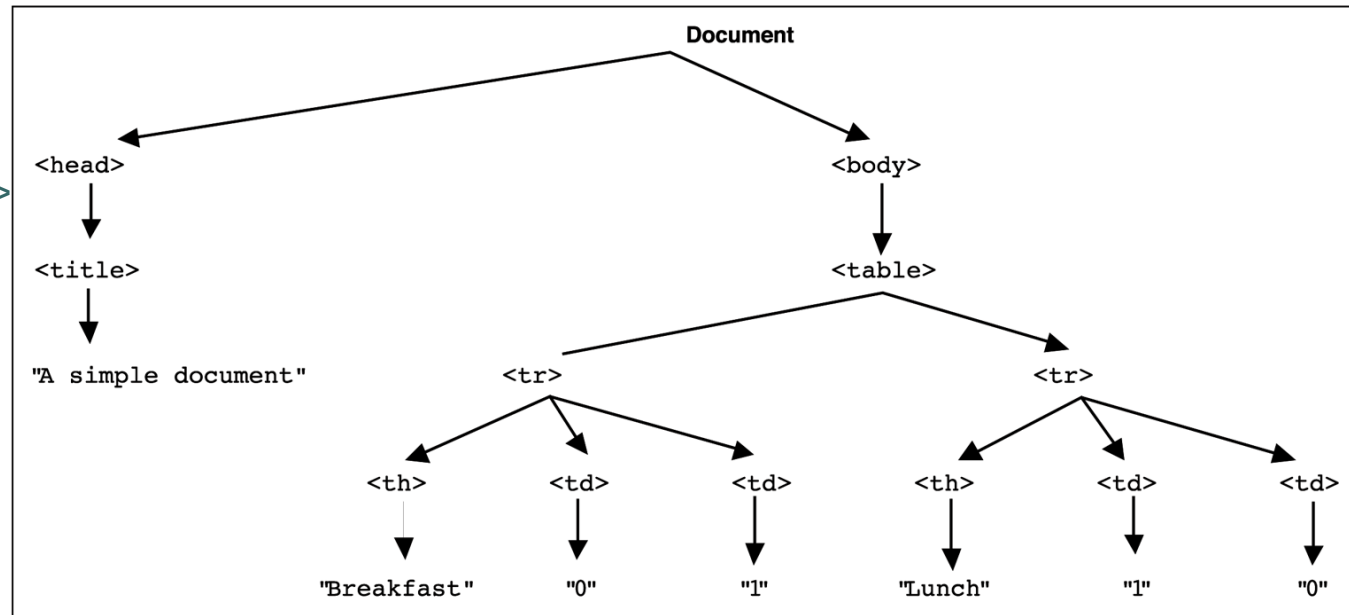 Document
<head> <body>
>
<title> <table>
"A simple document" <tr> <tr>
<th> <td> <td> <th> <td> <td>
"Breakfast" "0" "1" "Lunch" "1" "0"